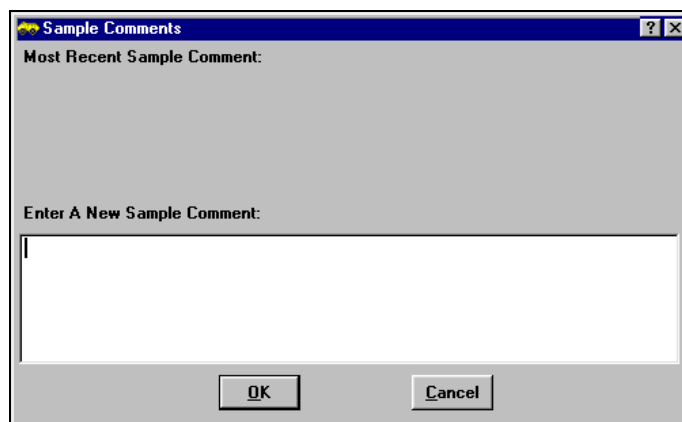 Sample Comments
Most Recent Sample Comment:
Enter A New Sample Comment:
OK
Cancel